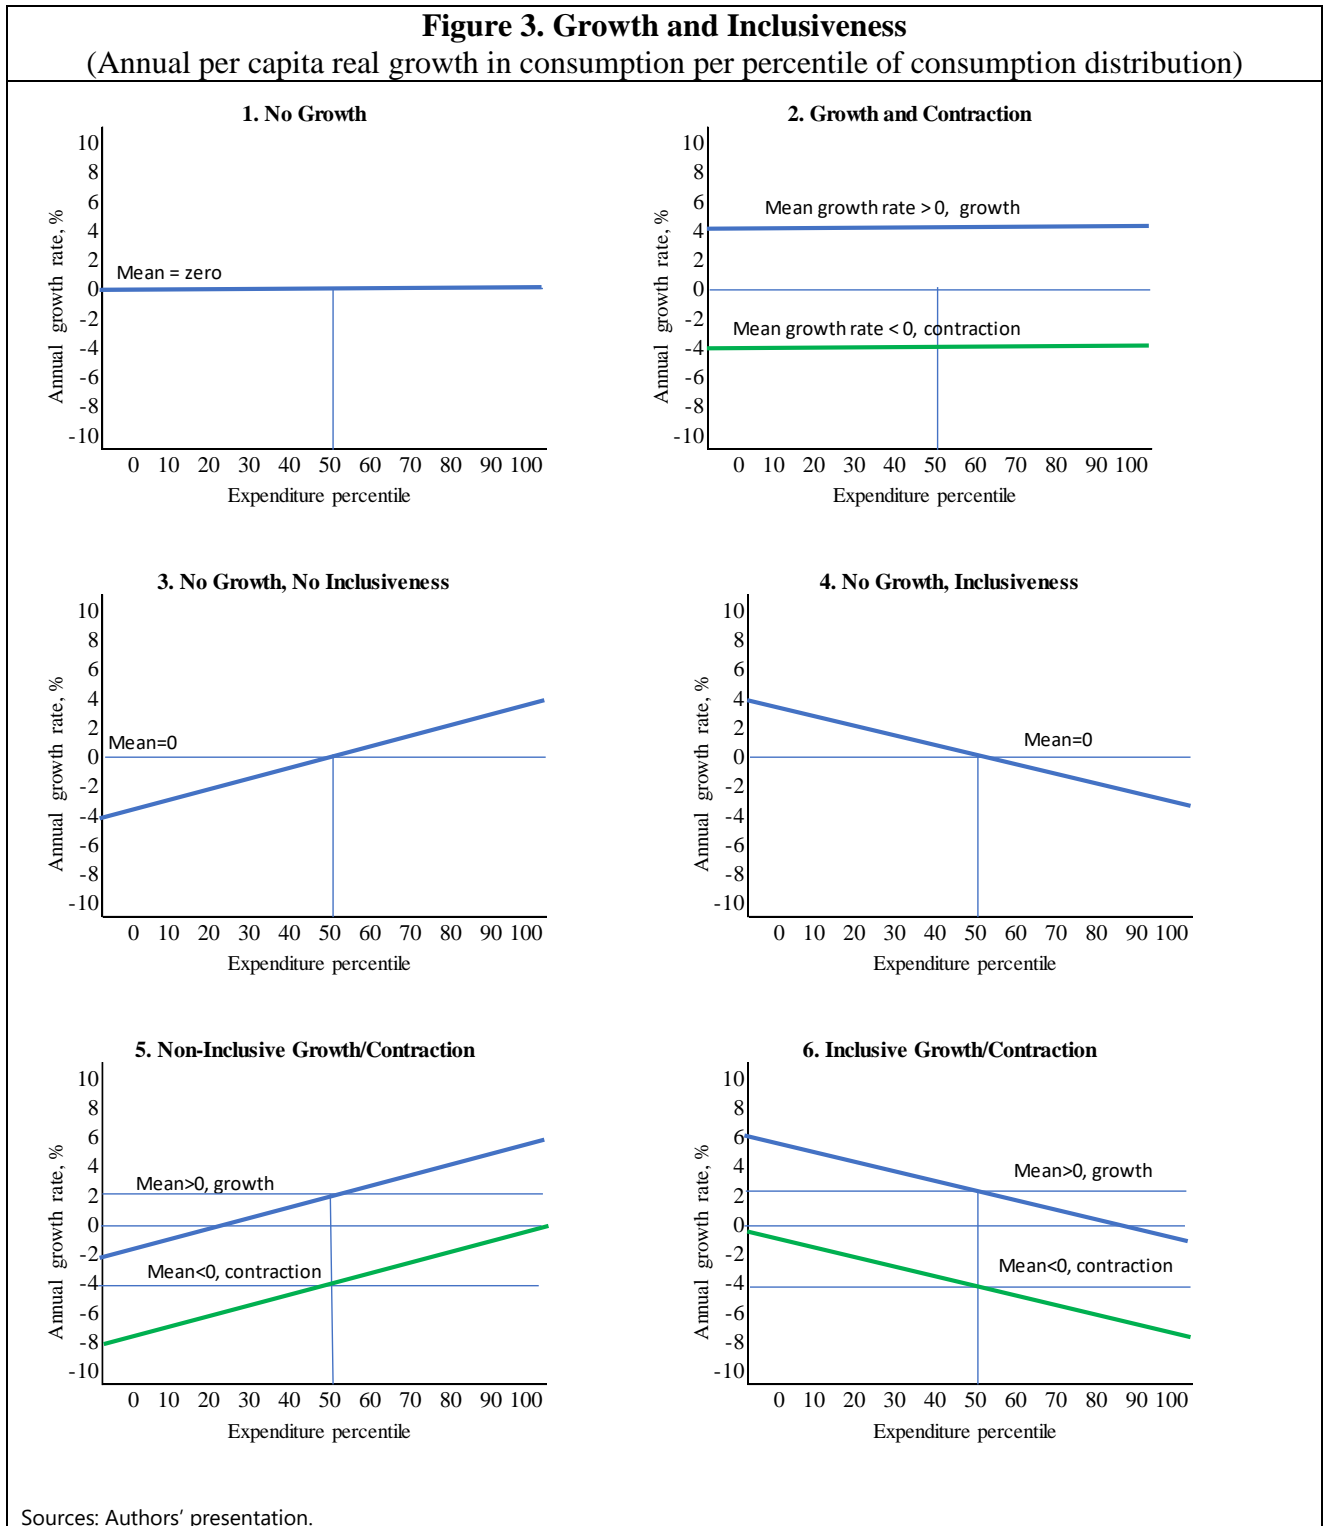 Figure 3. Growth and Inclusiveness
(Annual per capita real growth in consumption per percentile of consumption distribution)
1. No Growth
10
8
6
4
2
0
-2
-4
-6
-8
-10
Annual growth rate, %
Mean = zero
0 10 20 30 40 50 60 70 80 90 100
Expenditure percentile
2. Growth and Contraction
10
8
6
4
2
0
-2
-4
-6
-8
-10
Annual growth rate, %
Mean growth rate > 0, growth
Mean growth rate < 0, contraction
0 10 20 30 40 50 60 70 80 90 100
Expenditure percentile
3. No Growth, No Inclusiveness
10
8
6
4
2
0
-2
-4
-6
-8
-10
Annual growth rate, %
Mean=0
0 10 20 30 40 50 60 70 80 90 100
Expenditure percentile
4. No Growth, Inclusiveness
10
8
6
4
2
0
-2
-4
-6
-8
-10
Annual growth rate, %
Mean=0
0 10 20 30 40 50 60 70 80 90 100
Expenditure percentile
5. Non-Inclusive Growth/Contraction
10
8
6
4
2
0
-2
-4
-6
-8
-10
Annual growth rate, %
Mean>0, growth
Mean<0, contraction
0 10 20 30 40 50 60 70 80 90 100
Expenditure percentile
6. Inclusive Growth/Contraction
10
8
6
4
2
0
-2
-4
-6
-8
-10
Annual growth rate, %
Mean>0, growth
Mean<0, contraction
0 10 20 30 40 50 60 70 80 90 100
Expenditure percentile
Sources: Authors' presentation.